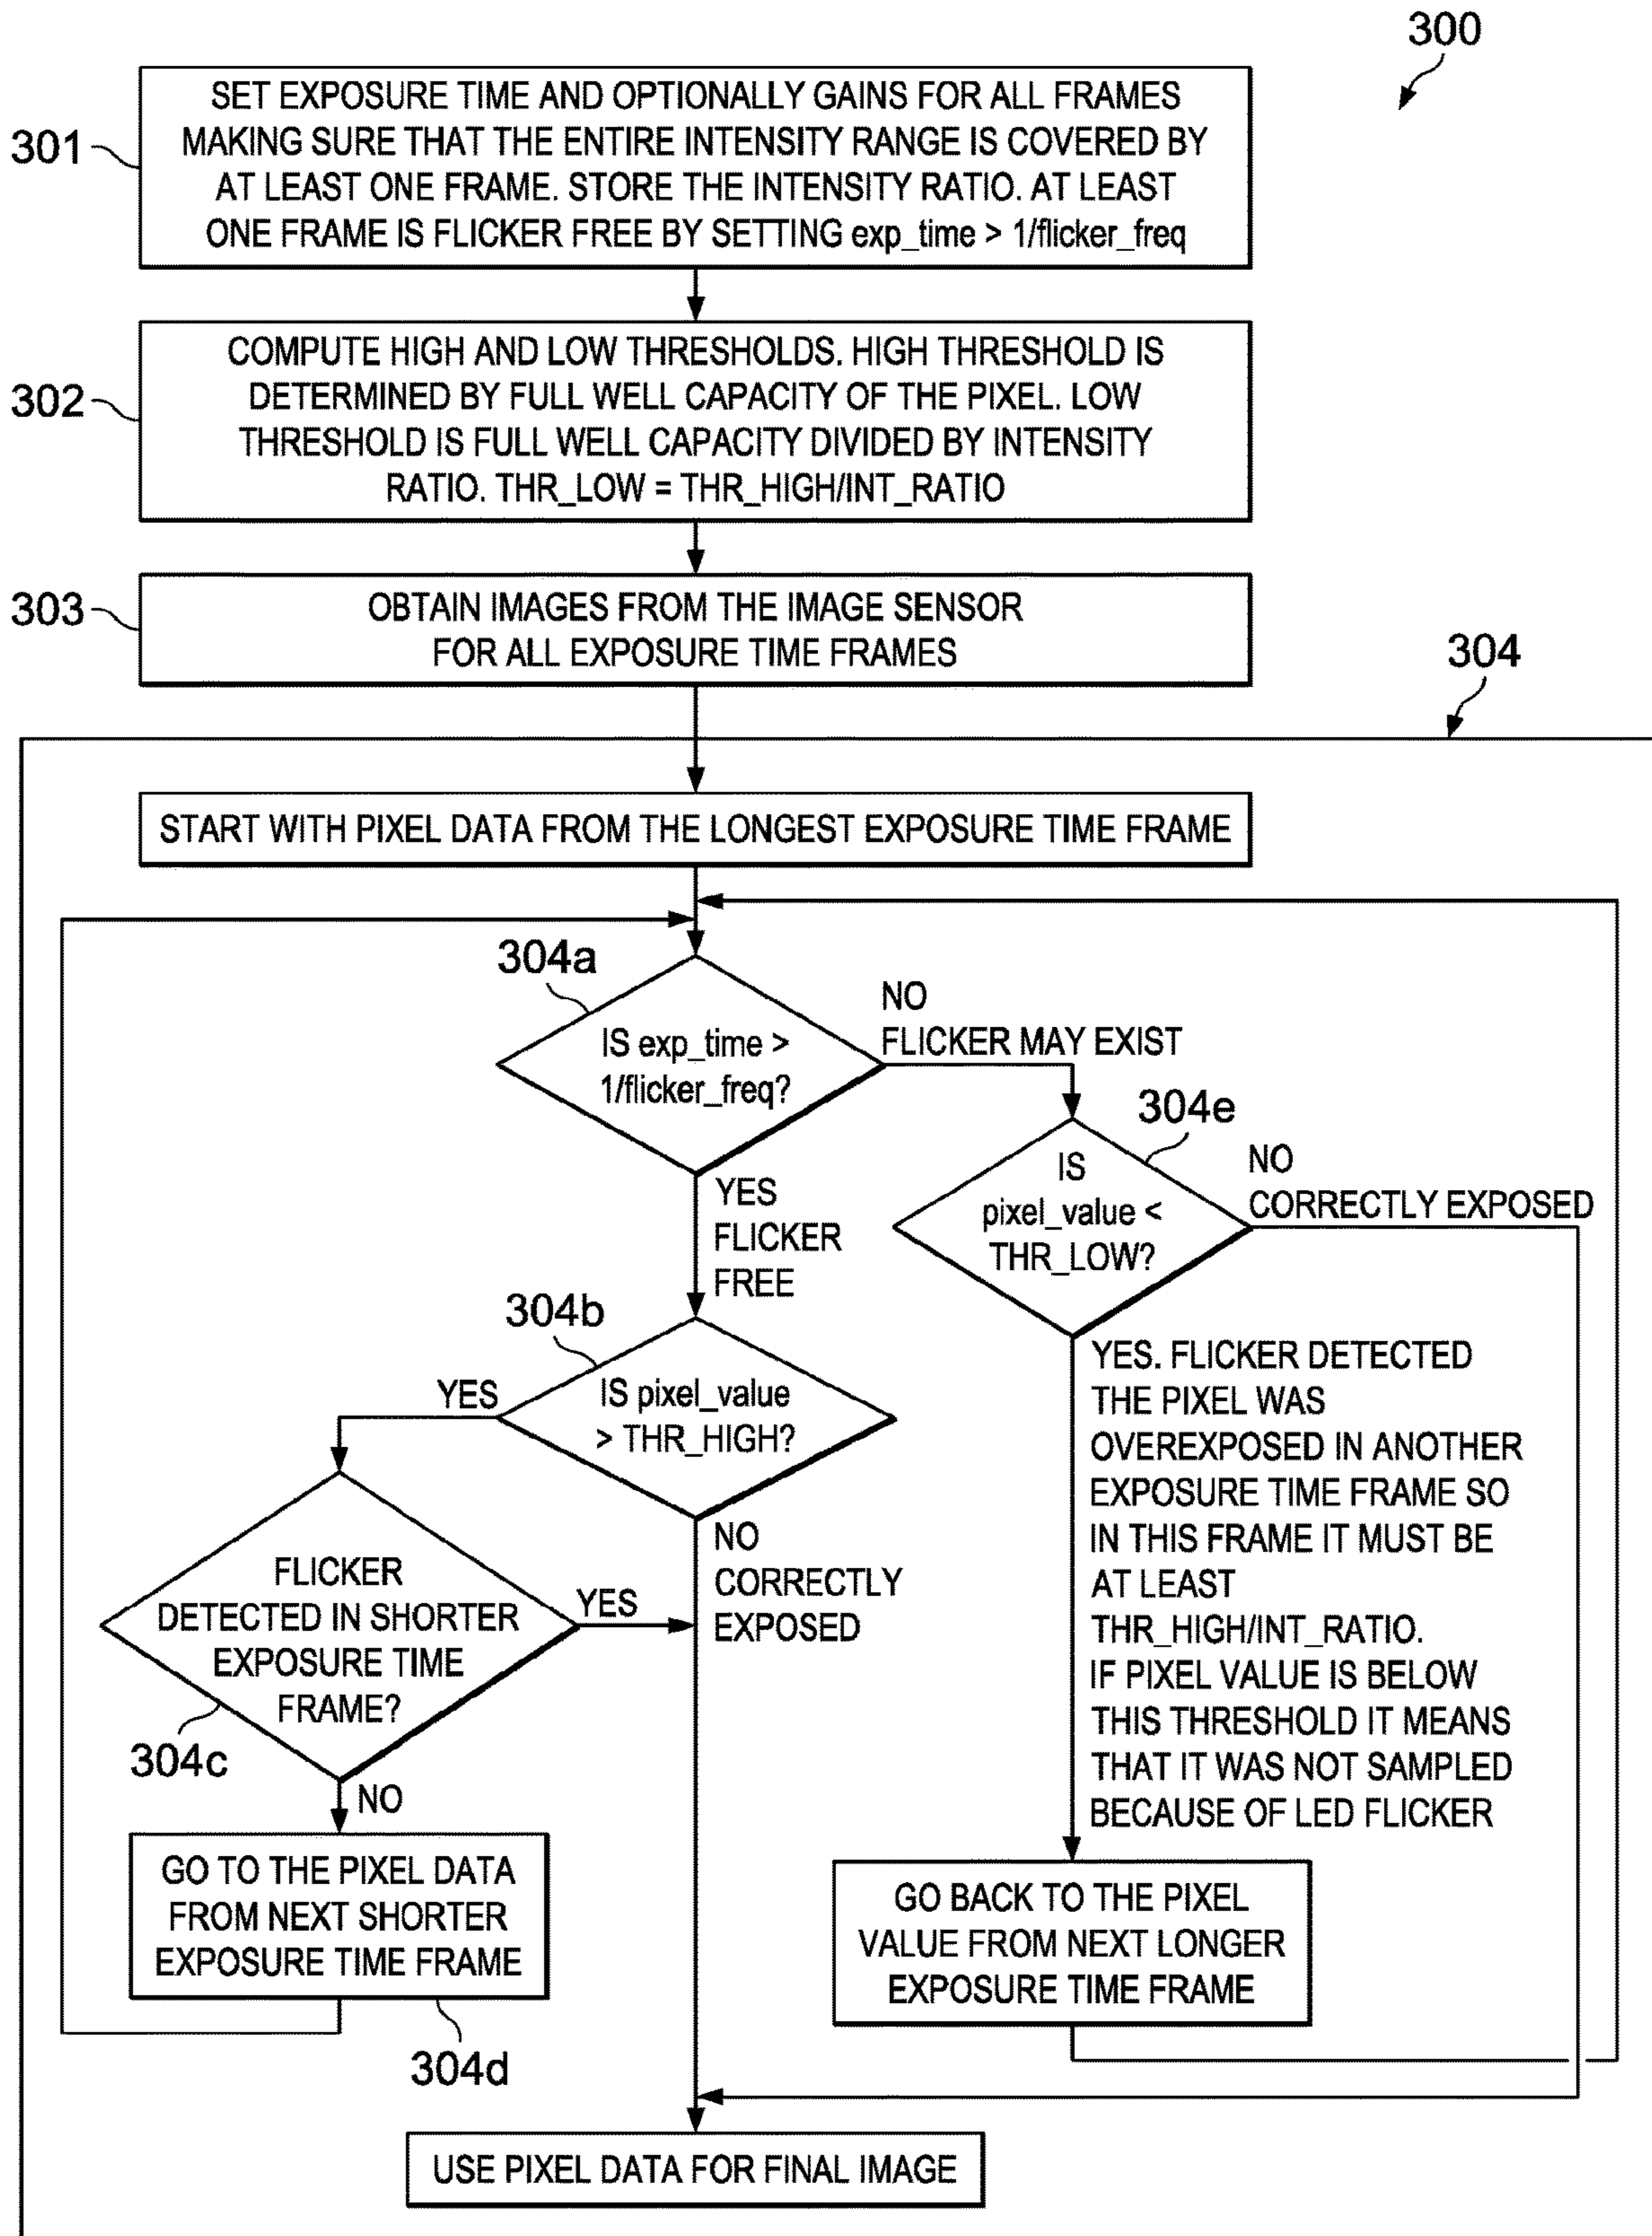 300
301
SET EXPOSURE TIME AND OPTIONALLY GAINS FOR ALL FRAMES
MAKING SURE THAT THE ENTIRE INTENSITY RANGE IS COVERED BY
AT LEAST ONE FRAME. STORE THE INTENSITY RATIO. AT LEAST
ONE FRAME IS FLICKER FREE BY SETTING exp_time > 1/flicker_freq
302
COMPUTE HIGH AND LOW THRESHOLDS. HIGH THRESHOLD IS
DETERMINED BY FULL WELL CAPACITY OF THE PIXEL. LOW
THRESHOLD IS FULL WELL CAPACITY DIVIDED BY INTENSITY
RATIO. THR_LOW = THR_HIGH/INT_RATIO
303
OBTAIN IMAGES FROM THE IMAGE SENSOR
FOR ALL EXPOSURE TIME FRAMES
304
START WITH PIXEL DATA FROM THE LONGEST EXPOSURE TIME FRAME
304a
IS exp_time >
1/flicker_freq?
NO
FLICKER MAY EXIST
304e
IS
pixel_value <
THR_LOW?
NO
CORRECTLY EXPOSED
YES
FLICKER
FREE
304b
IS pixel_value
> THR_HIGH?
YES
NO
CORRECTLY
EXPOSED
YES. FLICKER DETECTED
THE PIXEL WAS
OVEREXPOSED IN ANOTHER
EXPOSURE TIME FRAME SO
IN THIS FRAME IT MUST BE
AT LEAST
THR_HIGH/INT_RATIO.
IF PIXEL VALUE IS BELOW
THIS THRESHOLD IT MEANS
THAT IT WAS NOT SAMPLED
BECAUSE OF LED FLICKER
FLICKER
DETECTED IN SHORTER
EXPOSURE TIME
FRAME?
YES
304c
NO
GO TO THE PIXEL DATA
FROM NEXT SHORTER
EXPOSURE TIME FRAME
304d
GO BACK TO THE PIXEL
VALUE FROM NEXT LONGER
EXPOSURE TIME FRAME
USE PIXEL DATA FOR FINAL IMAGE